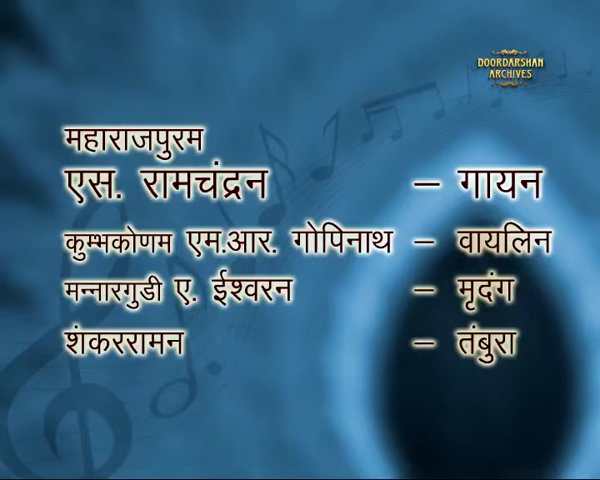 DOORDARSHAN
ARCHIVES
महाराजपुरम
एस. रामचंद्रन – गायन
कुम्भकोणम एम.आर. गोपिनाथ – वायलिन
मन्नारगुडी ए. ईश्वरन – मृदंग
शंकररामन – तंबुरा